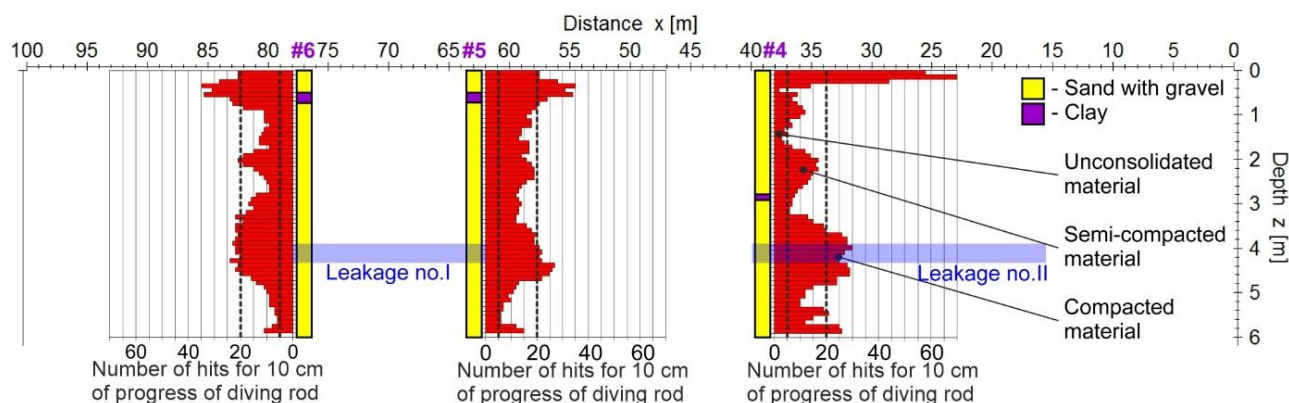 Distance x [m]
100 95 90 85 80 #6 75 70 65 #5 60 55 50 45 40 #4 35 30 25 20 15 10 5 0
- Sand with gravel
- Clay
Unconsolidated
material
Semi-compacted
material
Compacted
material
Leakage no.I
Leakage no.II
0
1
2
3
4
5
6
Depth z [m]
60 40 20 0
0 20 40 60
0 20 40 60
Number of hits for 10 cm
of progress of diving rod
Number of hits for 10 cm
of progress of diving rod
Number of hits for 10 cm
of progress of diving rod